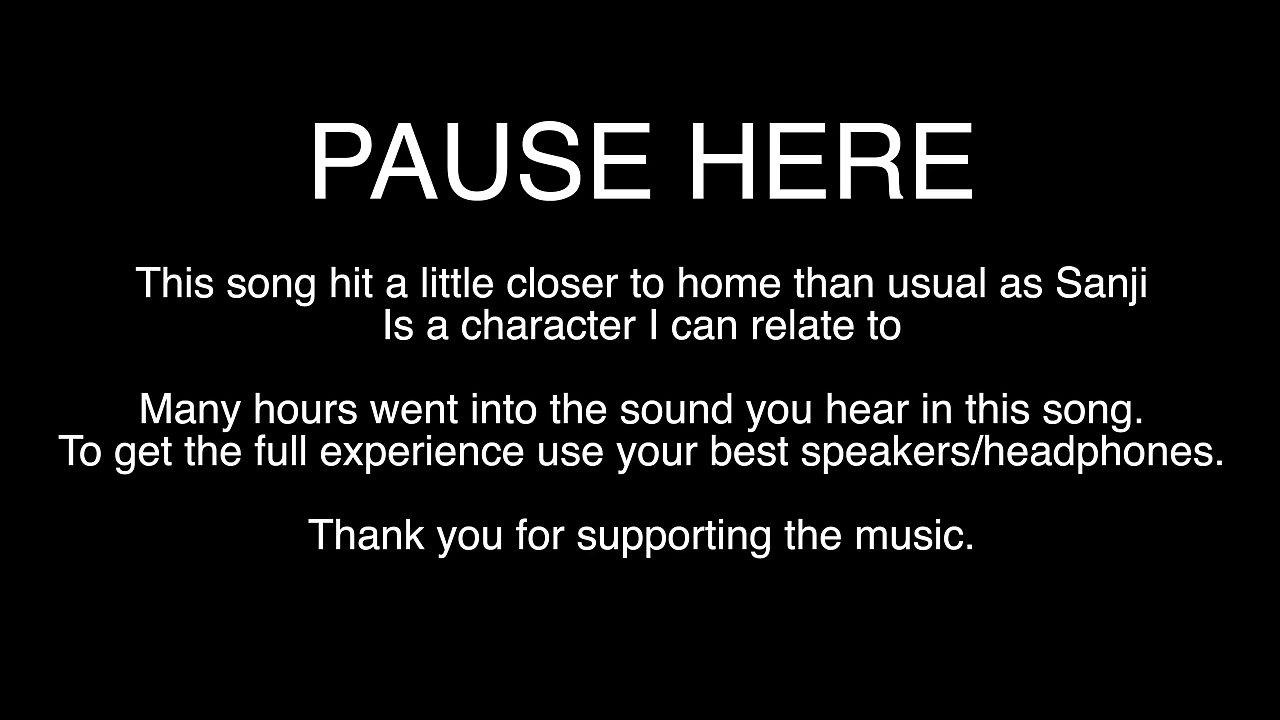 PAUSE HERE
This song hit a little closer to home than usual as Sanji
Is a character I can relate to
Many hours went into the sound you hear in this song.
To get the full experience use your best speakers/headphones.
Thank you for supporting the music.